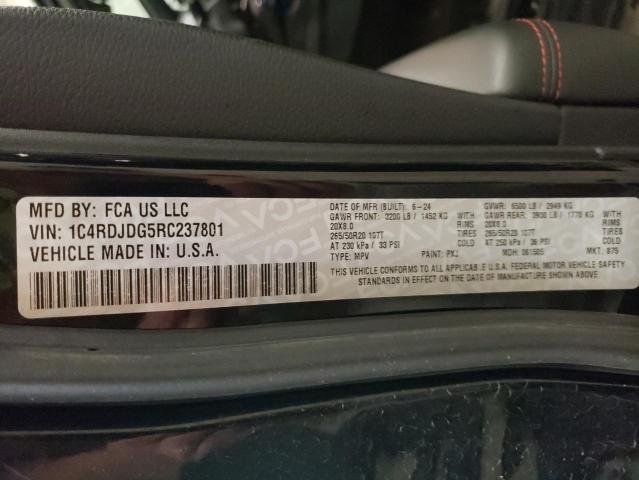 MFD BY: FCA US LLC
VIN: 1C4RDJDG5RC237801
VEHICLE MADE IN: U.S.A.
DATE OF MFR (BUILT): 6-24 GVWR: 6500 LB / 2949 KG
GAWR FRONT: 3200 LB / 1452 KG WITH GAWR REAR: 3900 LB / 1770 KG WITH
20X8.0 RIMS 20X8.0 RIMS
265/50R20 107T TIRES 265/50R20 107T TIRES
AT 230 kPa / 33 PSI COLD AT 250 kPa / 36 PSI COLD
TYPE: MPV PAINT: PXJ MDH: 061505 MKT: 875
THIS VEHICLE CONFORMS TO ALL APPLICABLE U.S.A. FEDERAL MOTOR VEHICLE SAFETY
STANDARDS IN EFFECT ON THE DATE OF MANUFACTURE SHOWN ABOVE.